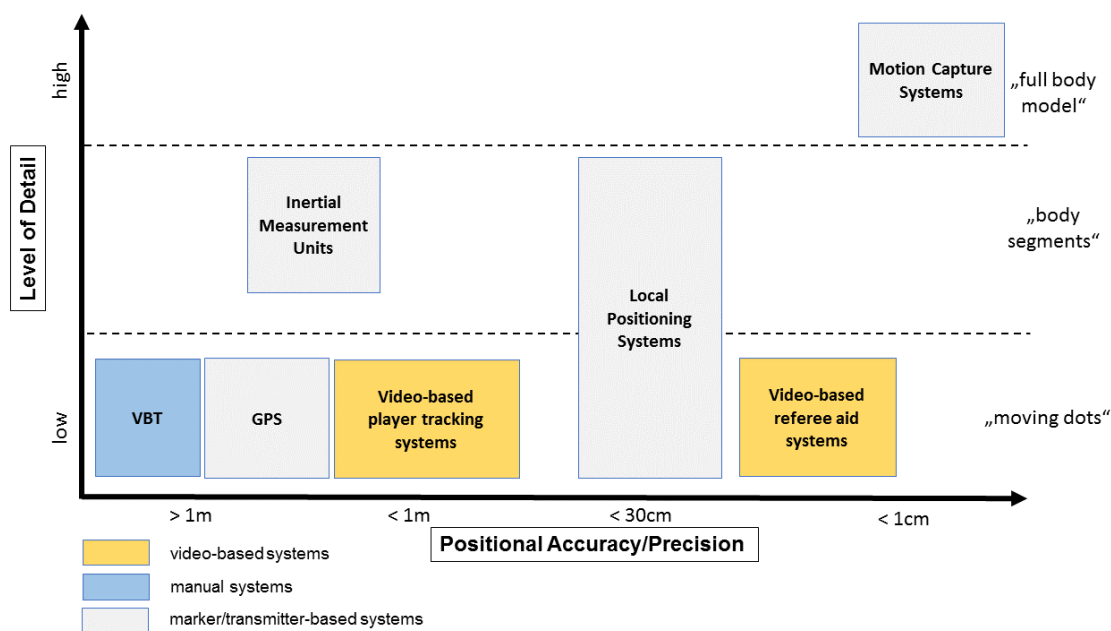 high
Motion Capture
Systems
„full body
model“
Level of Detail
Inertial
Measurement
Units
„body
segments“
Local
Positioning
Systems
low
VBT
GPS
Video-based
player tracking
systems
Video-based
referee aid
systems
„moving dots“
> 1m
< 1m
< 30cm
< 1cm
Positional Accuracy/Precision
video-based systems
manual systems
marker/transmitter-based systems